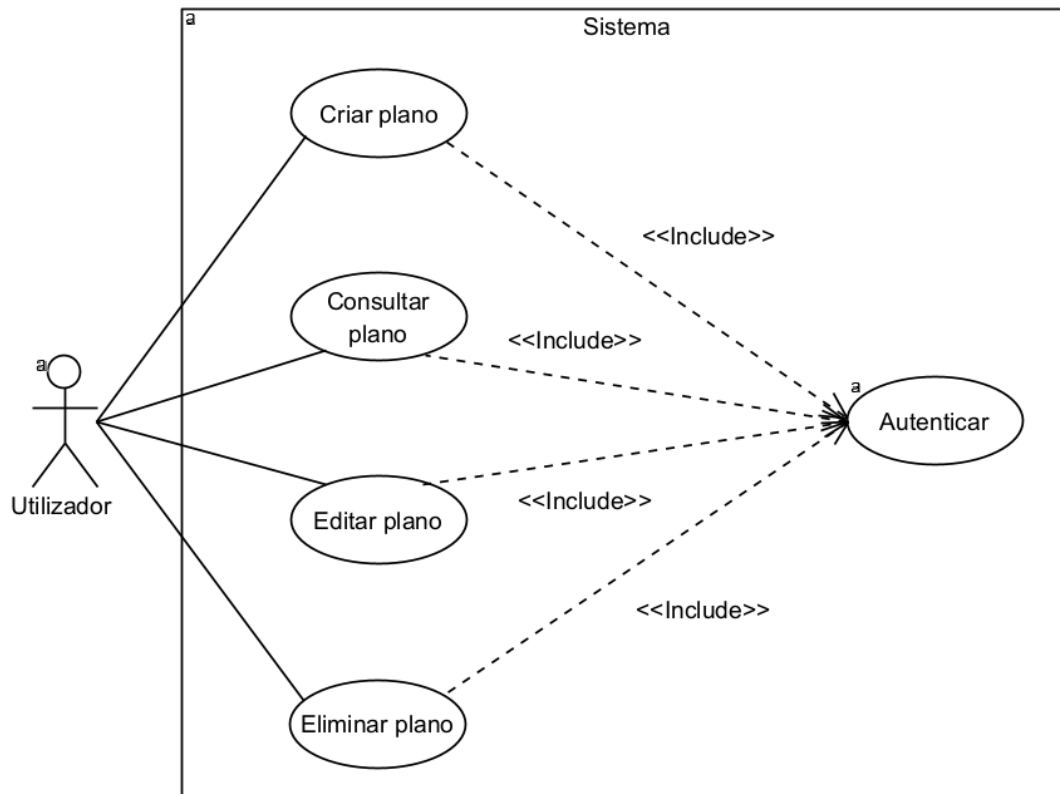 a
Sistema
Criar plano
<<Include>>
Consultar
plano
<<Include>>
a
a
Autenticar
Utilizador
Editar plano
<<Include>>
<<Include>>
Eliminar plano